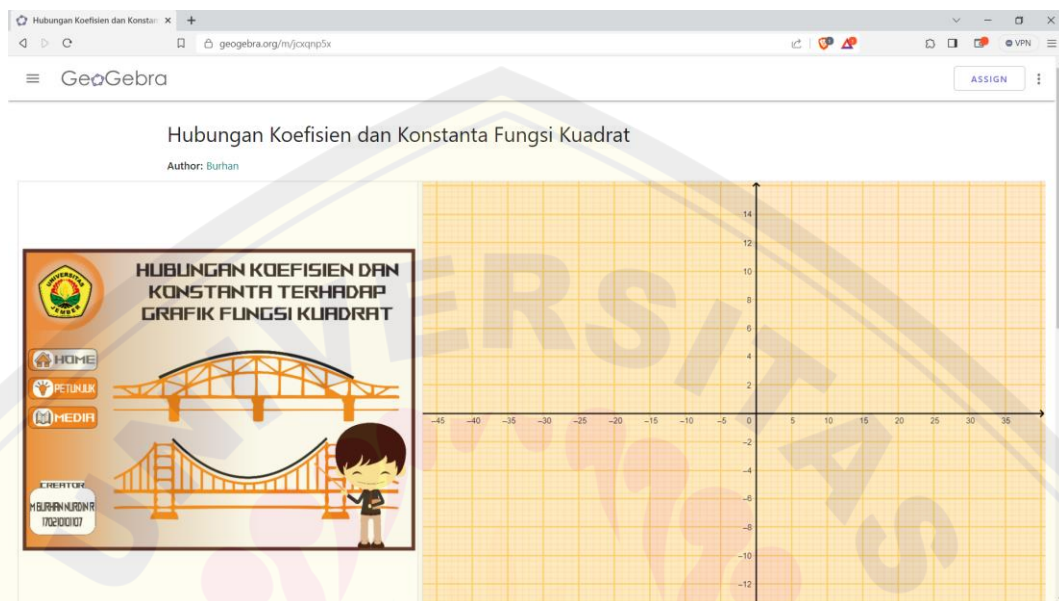 Hubungan Koefisien dan Konstan
geogebra.org/m/jcxqnp5x
VPN
GeoGebra
ASSIGN
Hubungan Koefisien dan Konstanta Fungsi Kuadrat
Author: Burhan
UNIVERSITAS
JEMBER
HUBUNGAN KOEFISIEN DAN
KONSTANTA TERHADAP
GRAFIK FUNGSI KUADRAT
HOME
PETUNJUK
MEDIA
CREATOR
M BURHAN NURDIN R
14
12
10
8
6
4
2
-45 -40 -35 -30 -25 -20 -15 -10 -5 0 5 10 15 20 25 30 35
-2
-4
-6
-8
-10
-12
UNIVERSITAS